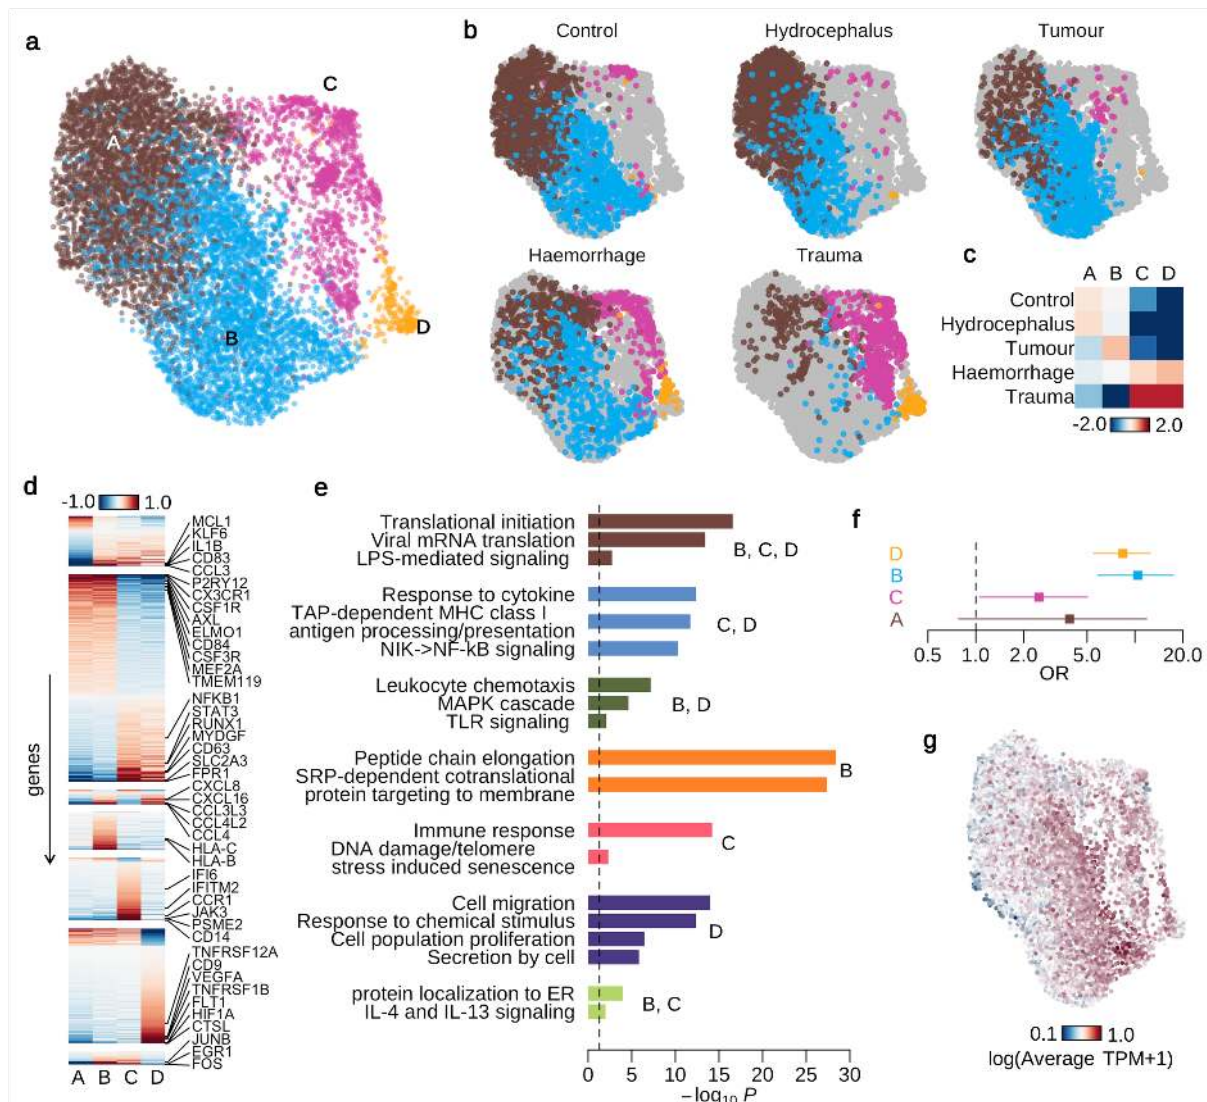 a
A
B
C
D
b
Control
Hydrocephalus
Tumour
Haemorrhage
Trauma
c
A B C D
Control
Hydrocephalus
Tumour
Haemorrhage
Trauma
-2.0 2.0
d
-1.0 1.0
MCL1
KLF6
IL1B
CD83
CCL3
P2RY12
CX3CR1
CSF1R
AXL
ELMO1
CD84
CSF3R
MEF2A
TMEM119
NFKB1
STAT3
RUNX1
MYDGF
CD63
SLC2A3
FPR1
CXCL8
CXCL16
CCL3L3
CCL4L2
CCL4
HLA-C
HLA-B
IFI6
IFITM2
CCR1
JAK3
PSME2
CD14
TNFRSF12A
CD9
VEGFA
TNFRSF1B
FLT1
HIF1A
CTSL
JUNB
EGR1
FOS
genes
A B C D
e
Translational initiation
Viral mRNA translation
LPS-mediated signaling
B, C, D
Response to cytokine
TAP-dependent MHC class I
antigen processing/presentation
NIK->NF-kB signaling
C, D
Leukocyte chemotaxis
MAPK cascade
TLR signaling
B, D
Peptide chain elongation
SRP-dependent cotranslational
protein targeting to membrane
B
Immune response
DNA damage/telomere
stress induced senescence
C
Cell migration
Response to chemical stimulus
Cell population proliferation
Secretion by cell
D
protein localization to ER
IL-4 and IL-13 signaling
B, C
0 5 10 15 20 25 30
−log10 P
f
D
B
C
A
0.5 1.0 2.0 5.0 20.0
OR
g
0.1 1.0
log(Average TPM+1)